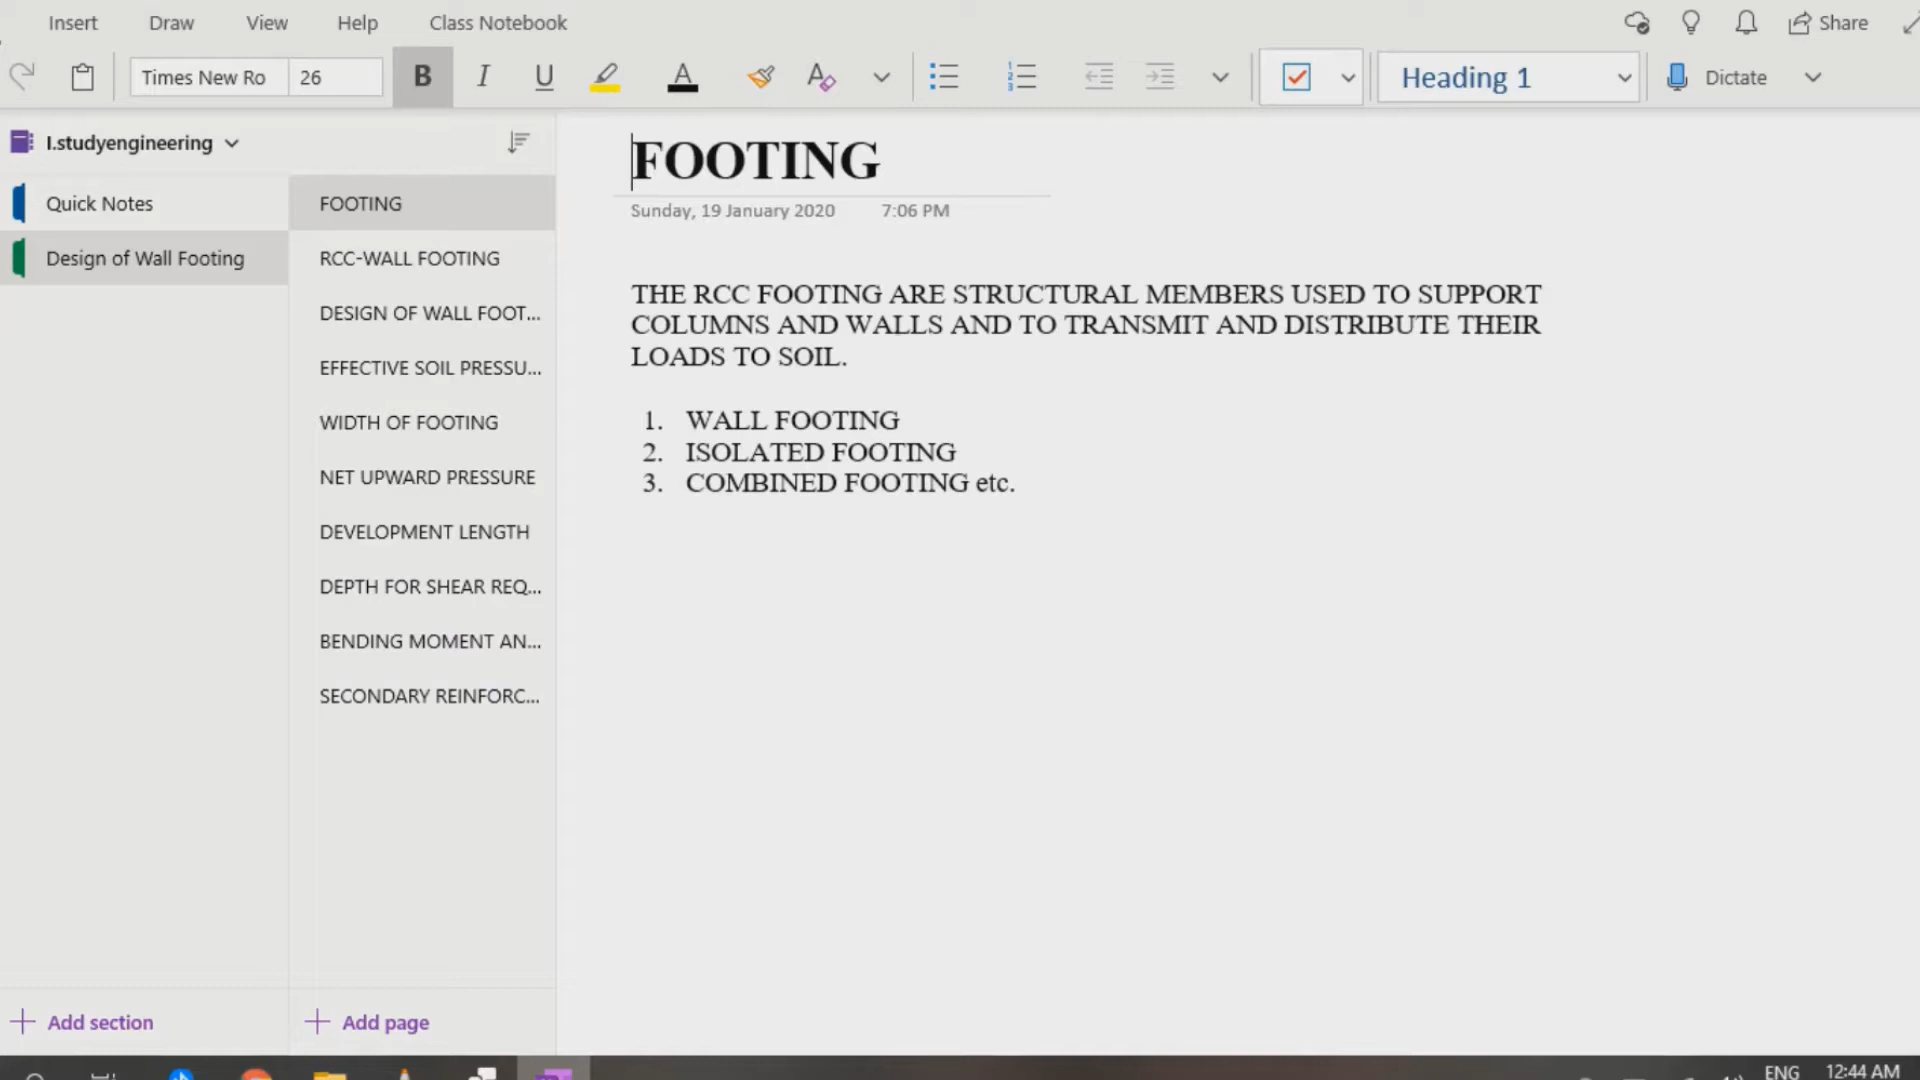 Insert Draw View Help Class Notebook Share
Times New Ro 26 B I U A A Heading 1 Dictate
I.studyengineering
Quick Notes
Design of Wall Footing
FOOTING
RCC-WALL FOOTING
DESIGN OF WALL FOOT...
EFFECTIVE SOIL PRESSU...
WIDTH OF FOOTING
NET UPWARD PRESSURE
DEVELOPMENT LENGTH
DEPTH FOR SHEAR REQ...
BENDING MOMENT AN...
SECONDARY REINFORC...
Add section
Add page
FOOTING
Sunday, 19 January 2020 7:06 PM
THE RCC FOOTING ARE STRUCTURAL MEMBERS USED TO SUPPORT
COLUMNS AND WALLS AND TO TRANSMIT AND DISTRIBUTE THEIR
LOADS TO SOIL.
1. WALL FOOTING
2. ISOLATED FOOTING
3. COMBINED FOOTING etc.
ENG 12:44 AM